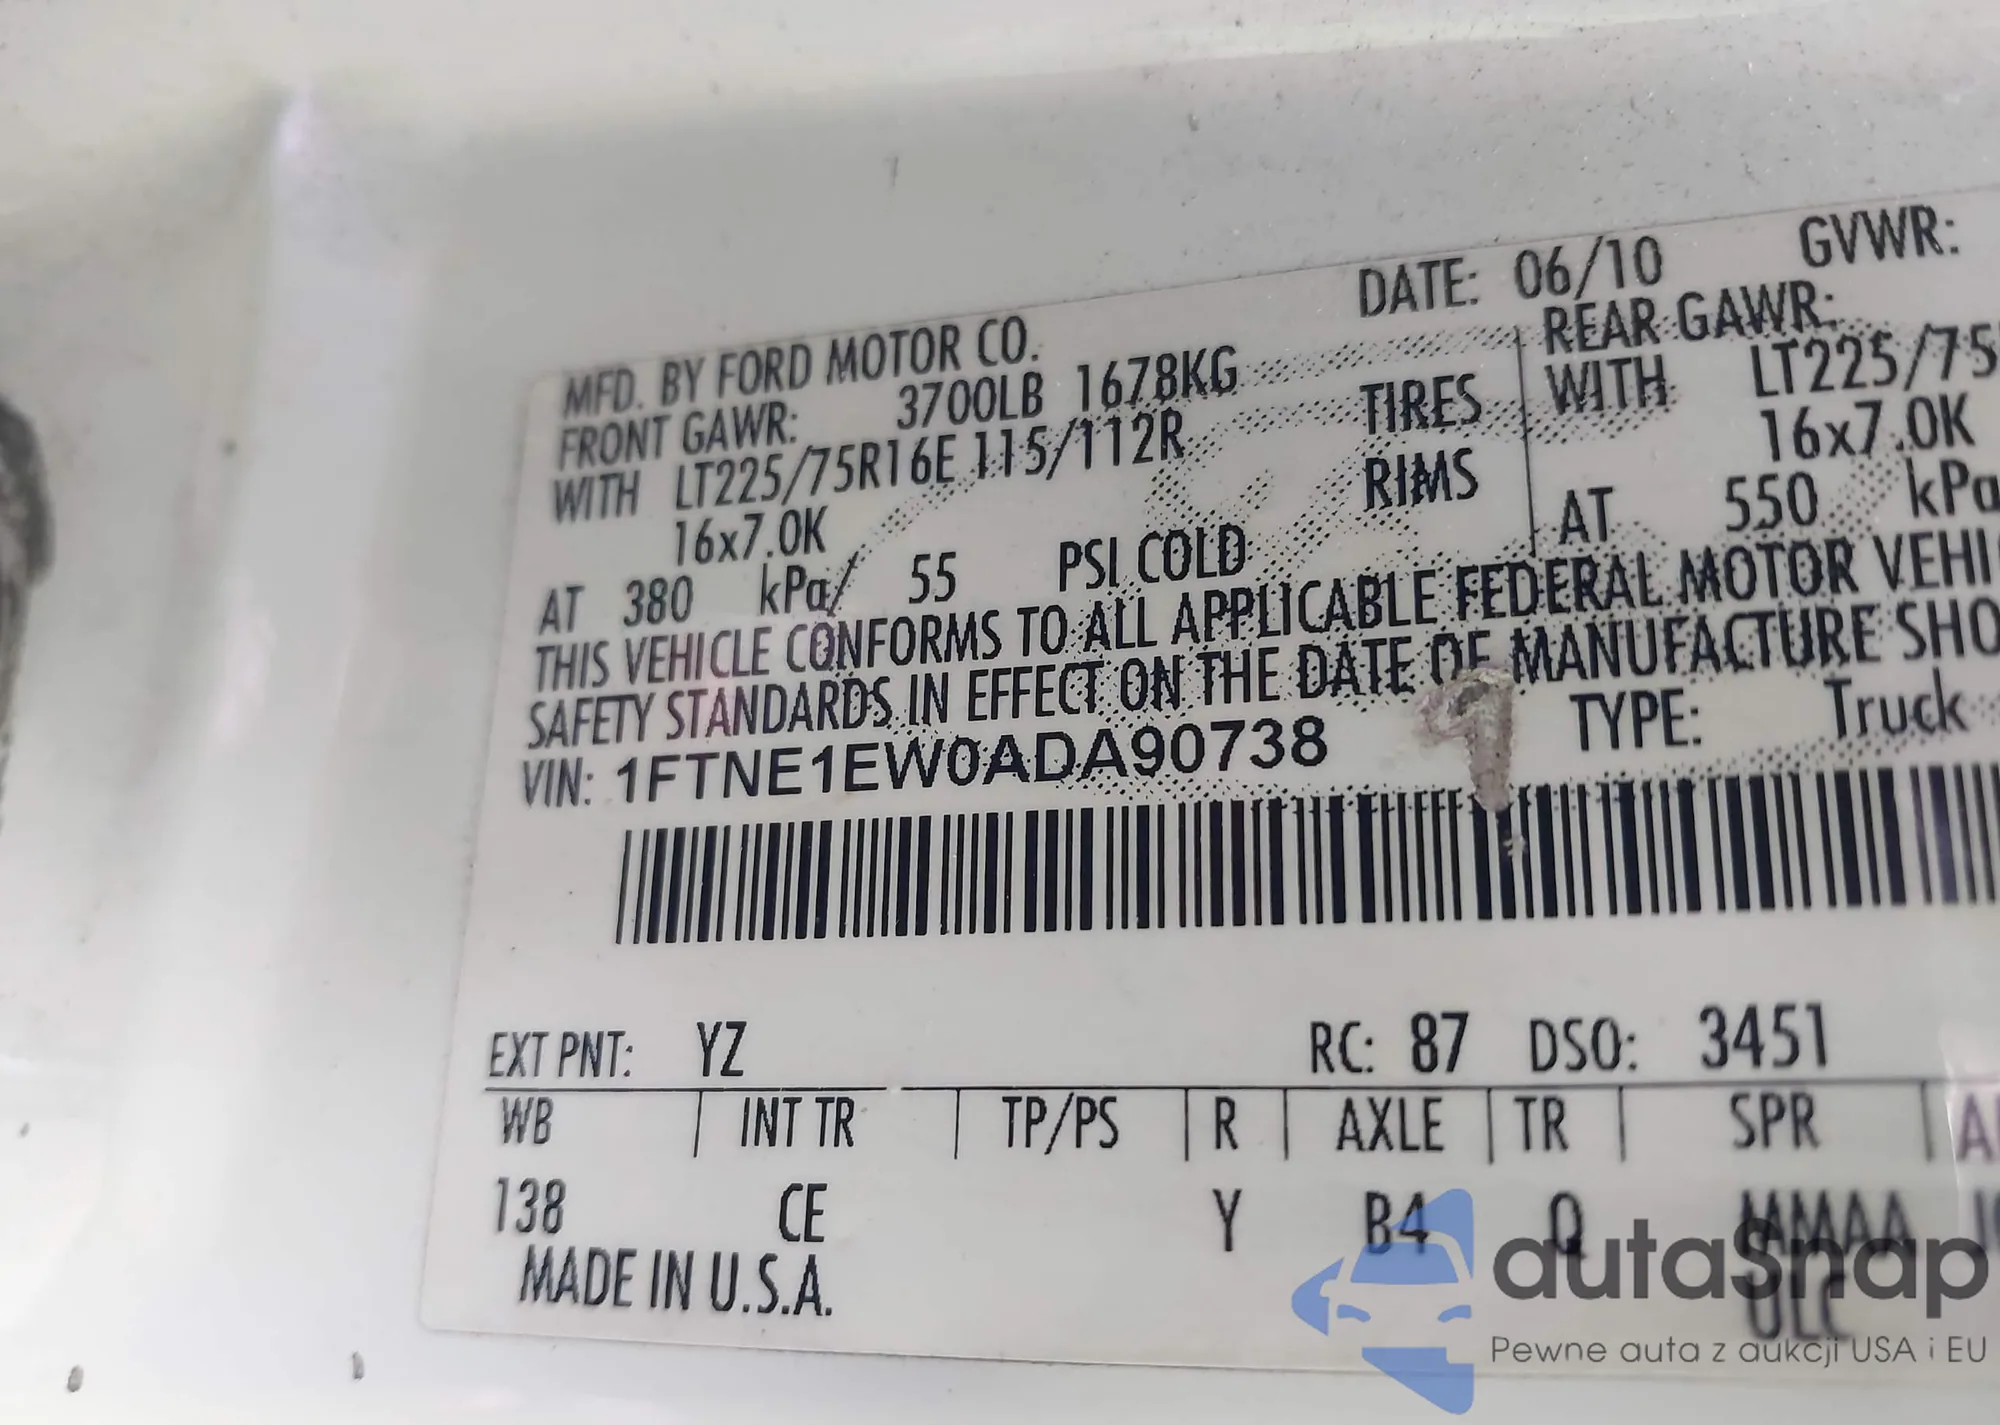 DATE: 06/10 GVWR:
MFD. BY FORD MOTOR CO.
FRONT GAWR: 3700LB 1678KG REAR GAWR:
WITH LT225/75R16E 115/112R TIRES WITH LT225/75
16x7.0K RIMS 16x7.0K
AT 380 kPa/ 55 PSI COLD AT 550 kPa
THIS VEHICLE CONFORMS TO ALL APPLICABLE FEDERAL MOTOR VEHI
SAFETY STANDARDS IN EFFECT ON THE DATE OF MANUFACTURE SHO
VIN: 1FTNE1EW0ADA90738 TYPE: Truck
EXT PNT: YZ RC: 87 DSO: 3451
WB INT TR TP/PS R AXLE TR SPR A
138 CE Y B4 Q MMAA J
ULC
MADE IN U.S.A.
autaSnap
Pewne auta z aukcji USA i EU